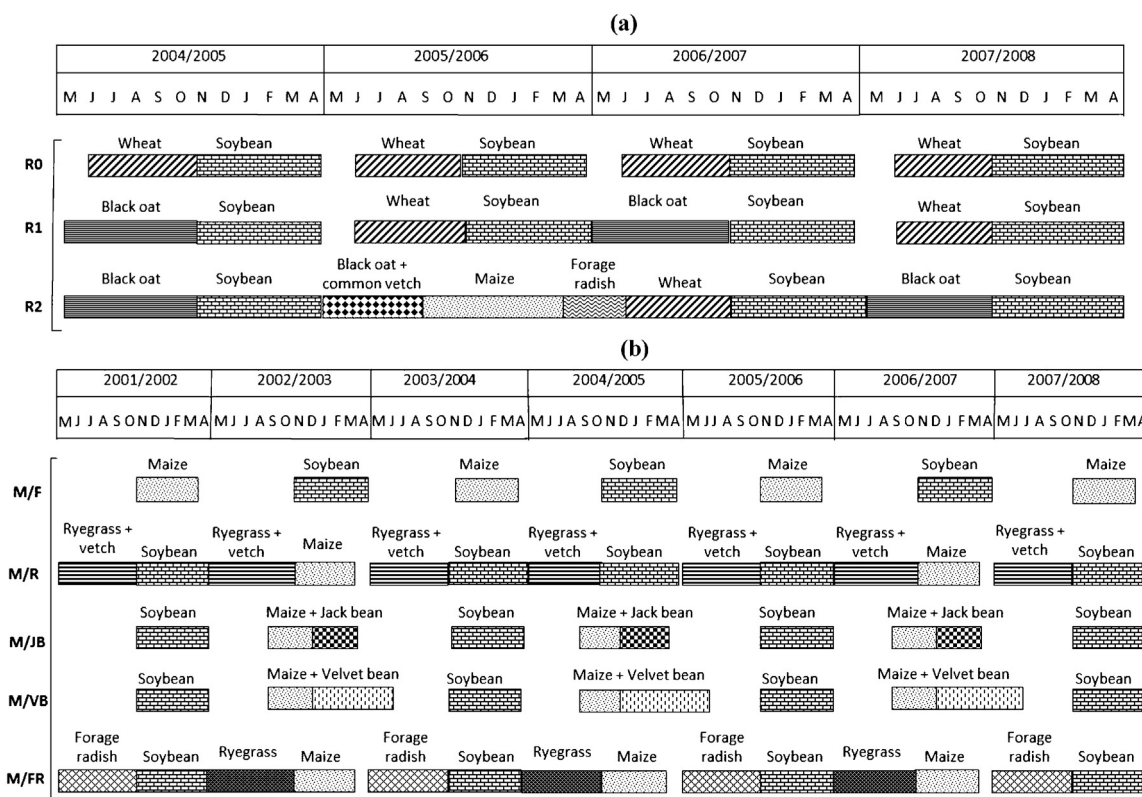 (a)
2004/2005 2005/2006 2006/2007 2007/2008
M J J A S O N D J F M A M J J A S O N D J F M A M J J A S O N D J F M A M J J A S O N D J F M A
Wheat Soybean Wheat Soybean Wheat Soybean Wheat Soybean
R0
Black oat Soybean Wheat Soybean Black oat Soybean Wheat Soybean
R1
Black oat Soybean Black oat +
common vetch Maize Forage
radish Wheat Soybean Black oat Soybean
R2
(b)
2001/2002 2002/2003 2003/2004 2004/2005 2005/2006 2006/2007 2007/2008
M J J A S O N D J F M A M J J A S O N D J F M A M J J A S O N D J F M A M J J A S O N D J F M A M J J A S O N D J F M A M J J A S O N D J F M A M J J A S O N D J F M A
Maize Soybean Maize Soybean Maize Soybean Maize
M/F
Ryegrass + Ryegrass + Ryegrass + Ryegrass + Ryegrass + Ryegrass + Ryegrass +
vetch Soybean vetch Maize vetch Soybean vetch Soybean vetch Soybean vetch Maize vetch Soybean
M/R
Soybean Maize + Jack bean Soybean Maize + Jack bean Soybean Maize + Jack bean Soybean
M/JB
Soybean Maize + Velvet bean Soybean Maize + Velvet bean Soybean Maize + Velvet bean Soybean
M/VB
Forage Forage Forage Forage
radish Soybean Ryegrass Maize radish Soybean Ryegrass Maize radish Soybean Ryegrass Maize radish Soybean
M/FR